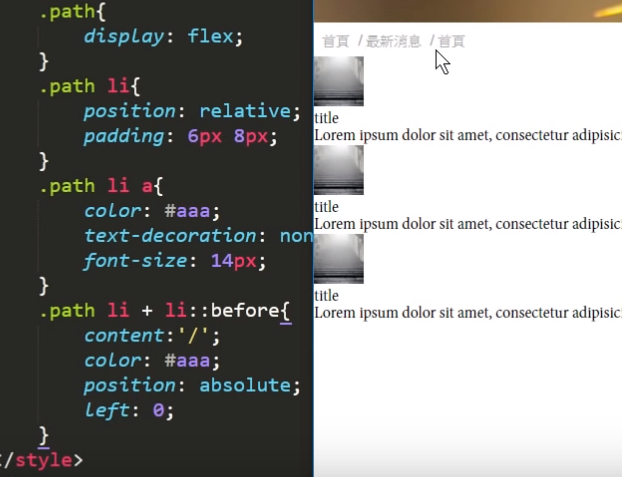 .path{
display: flex;
}
.path li{
position: relative;
padding: 6px 8px;
}
.path li a{
color: #aaa;
text-decoration: non
font-size: 14px;
}
.path li + li::before{
content:'/';
color: #aaa;
position: absolute;
left: 0;
}
</style>
首頁 / 最新消息 / 首頁
title
Lorem ipsum dolor sit amet, consectetur adipisici
title
Lorem ipsum dolor sit amet, consectetur adipisici
title
Lorem ipsum dolor sit amet, consectetur adipisici